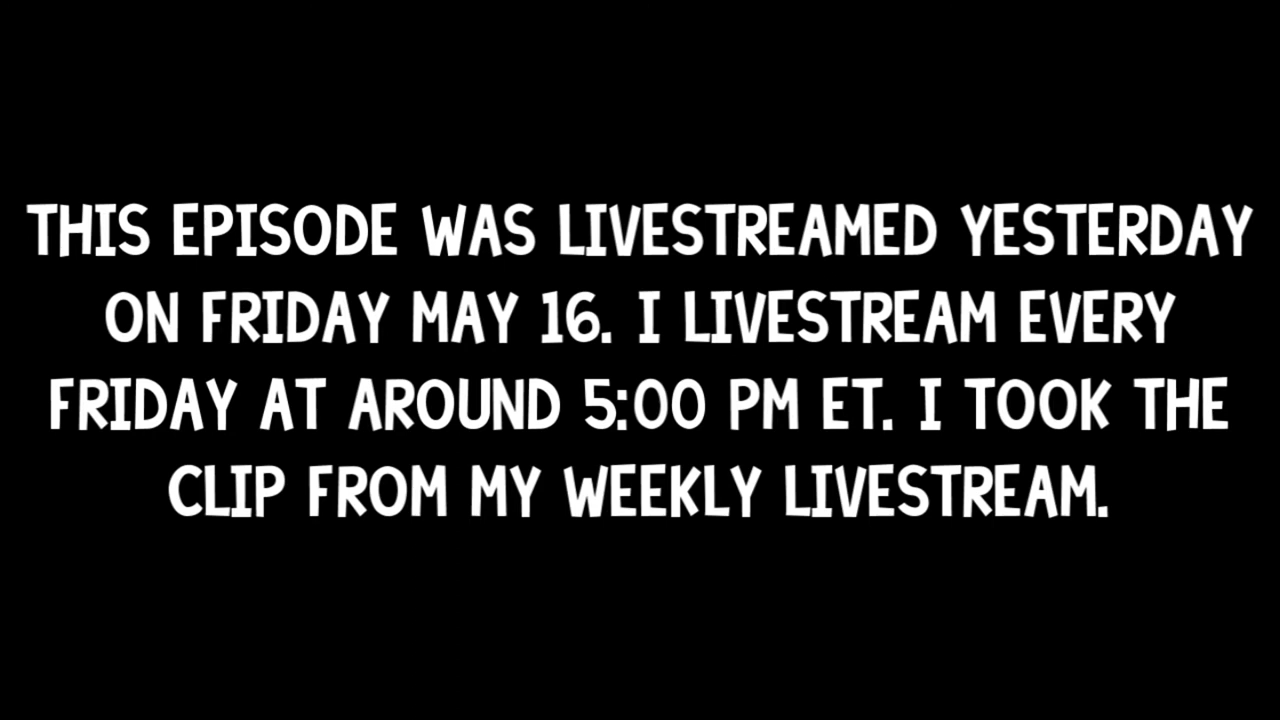 THIS EPISODE WAS LIVESTREAMED YESTERDAY
ON FRIDAY MAY 16. I LIVESTREAM EVERY
FRIDAY AT AROUND 5:00 PM ET. I TOOK THE
CLIP FROM MY WEEKLY LIVESTREAM.